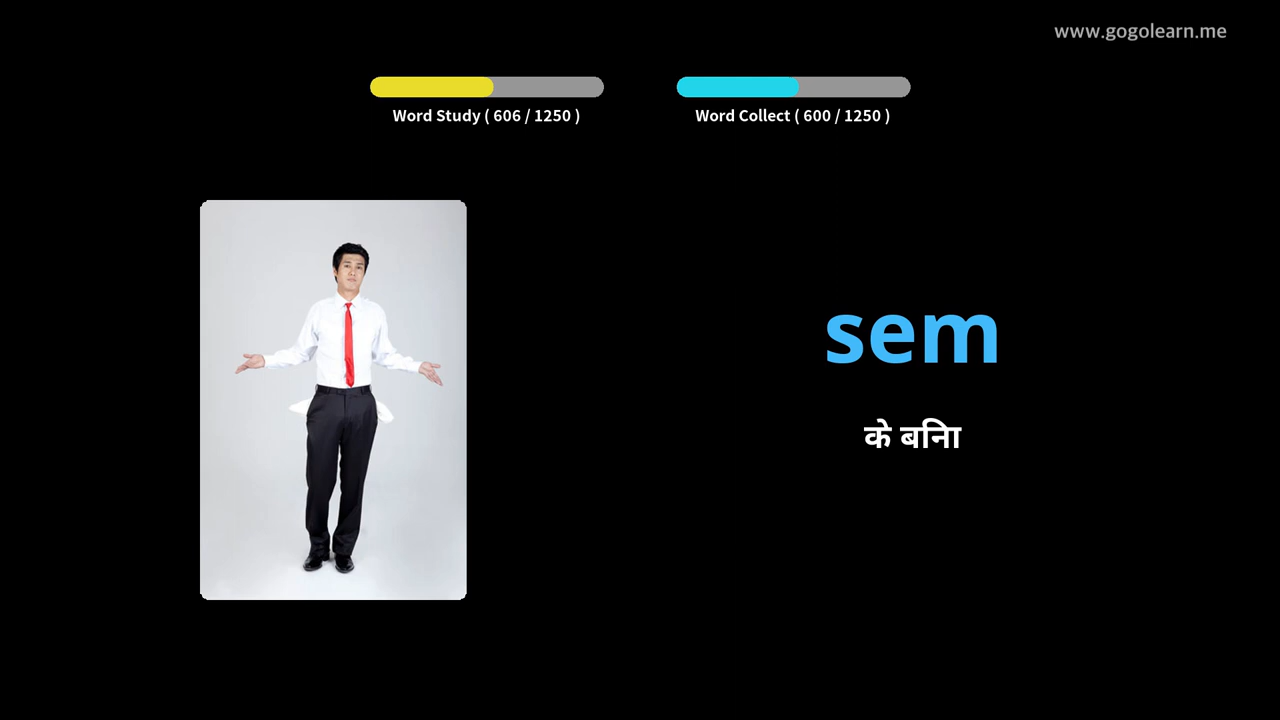 www.gogolearn.me
Word Study ( 606 / 1250 )
Word Collect ( 600 / 1250 )
sem
के बिना